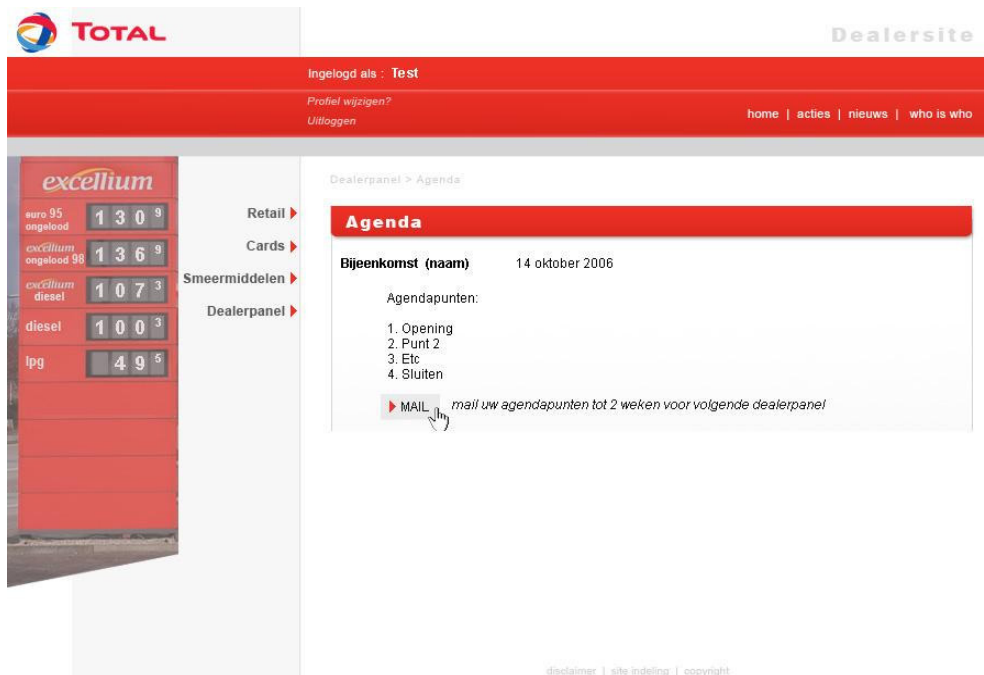 TOTAL
Dealersite
Ingelogd als : Test
Profiel wijzigen?
Uitloggen
home | acties | nieuws | who is who
excellium
euro 95
ongelood
1 3 0 9
excellium
ongelood 98
1 3 6 9
excellium
diesel
1 0 7 3
diesel
1 0 0 3
lpg
4 9 5
Retail
Cards
Smeermiddelen
Dealerpanel
Dealerpanel > Agenda
Agenda
Bijeenkomst (naam) 14 oktober 2006
Agendapunten:
1. Opening
2. Punt 2
3. Etc
4. Sluiten
MAIL mail uw agendapunten tot 2 weken voor volgende dealerpanel
disclaimer | site indeling | copyright